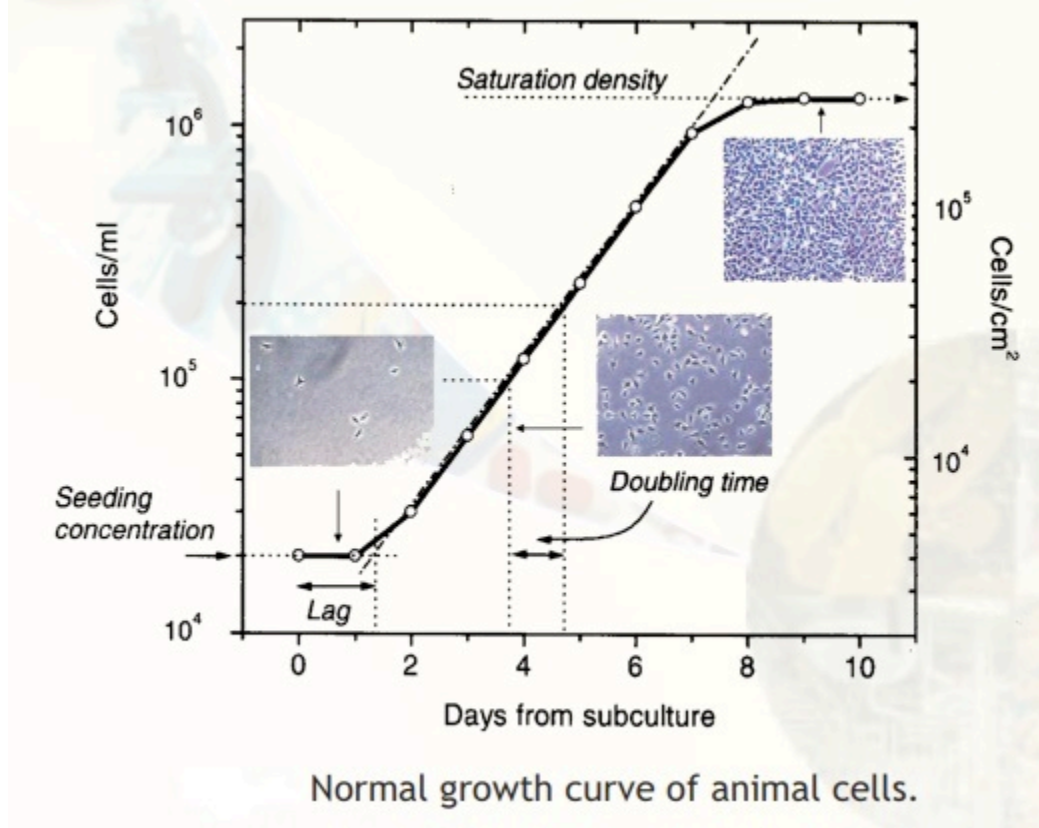 Saturation density
10⁶
10⁵
Cells/ml
Cells/cm²
10⁵
10⁴
Doubling time
Seeding
concentration
Lag
10⁴
0 2 4 6 8 10
Days from subculture
Normal growth curve of animal cells.